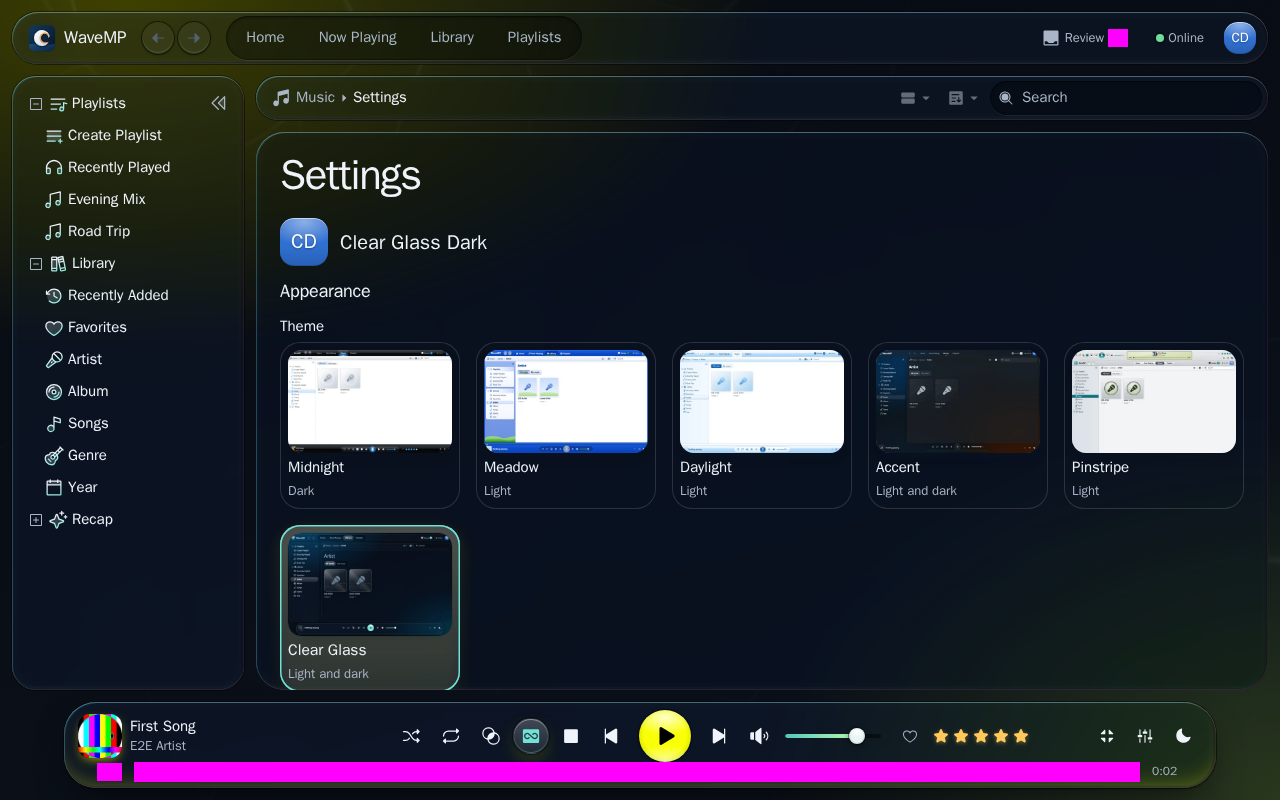 WaveMP
Home
Now Playing
Library
Playlists
Review
Online
CD
Playlists
Create Playlist
Recently Played
Evening Mix
Road Trip
Library
Recently Added
Favorites
Artist
Album
Songs
Genre
Year
Recap
Music
Settings
Search
Settings
CD
Clear Glass Dark
Appearance
Theme
Midnight
Dark
Meadow
Light
Daylight
Light
Accent
Light and dark
Pinstripe
Light
Clear Glass
Light and dark
First Song
E2E Artist
0:02